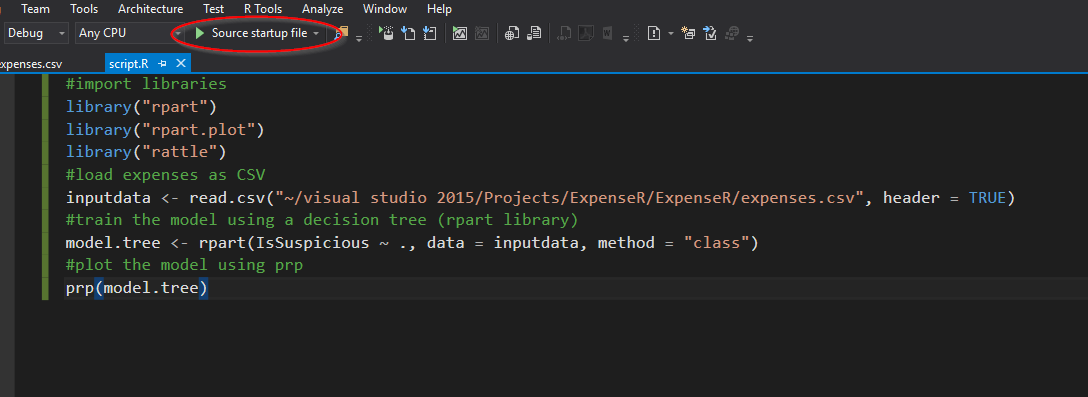 Team Tools Architecture Test R Tools Analyze Window Help
Debug Any CPU Source startup file
expenses.csv script.R
#import libraries
library("rpart")
library("rpart.plot")
library("rattle")
#load expenses as CSV
inputdata <- read.csv("~/visual studio 2015/Projects/ExpenseR/ExpenseR/expenses.csv", header = TRUE)
#train the model using a decision tree (rpart library)
model.tree <- rpart(IsSuspicious ~ ., data = inputdata, method = "class")
#plot the model using prp
prp(model.tree)